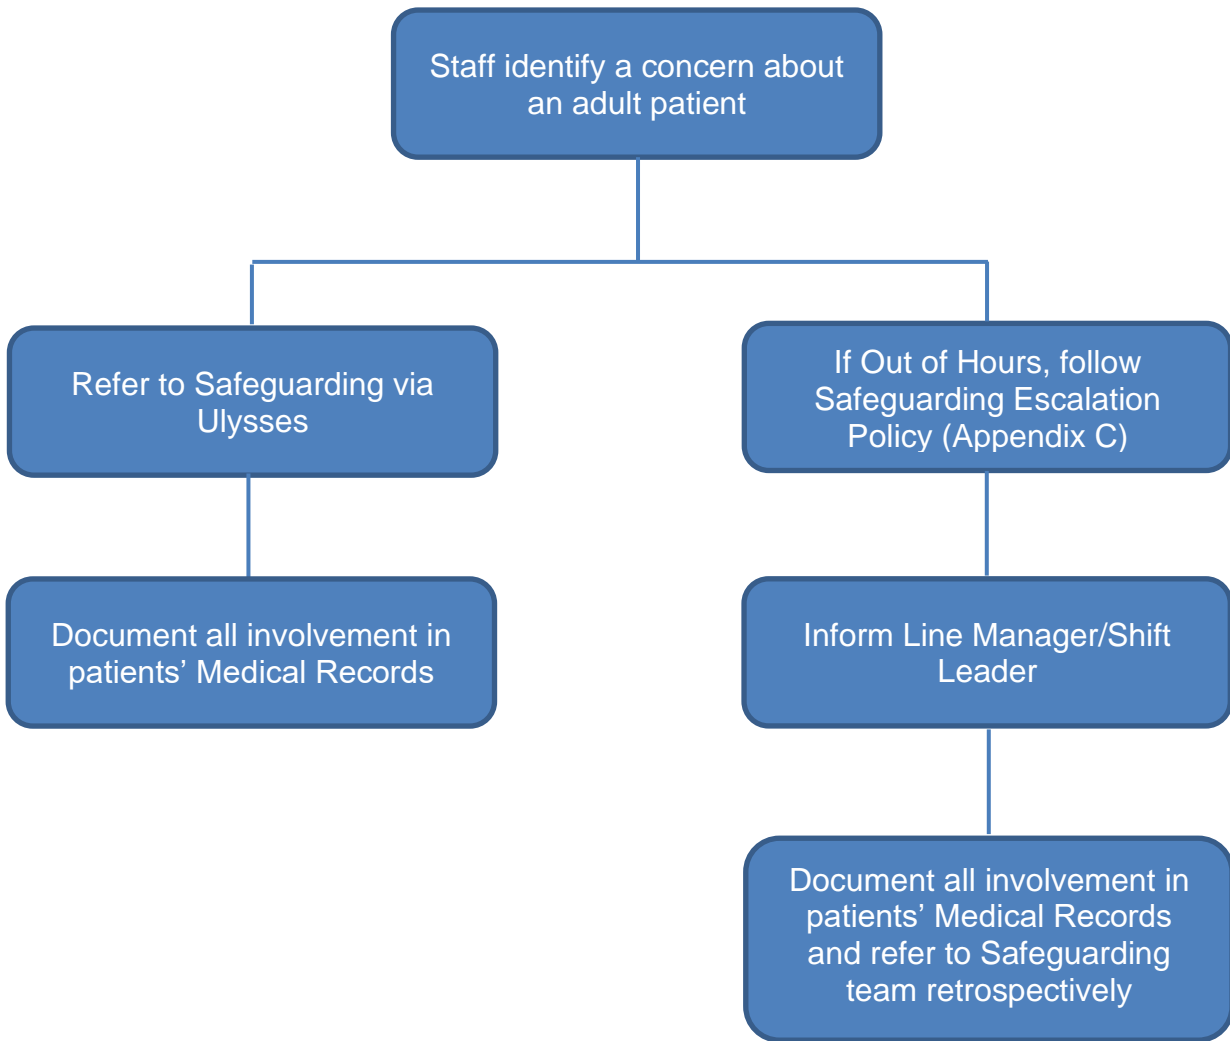 Staff identify a concern about
an adult patient
Refer to Safeguarding via
Ulysses
If Out of Hours, follow
Safeguarding Escalation
Policy (Appendix C)
Document all involvement in
patients’ Medical Records
Inform Line Manager/Shift
Leader
Document all involvement in
patients’ Medical Records
and refer to Safeguarding
team retrospectively